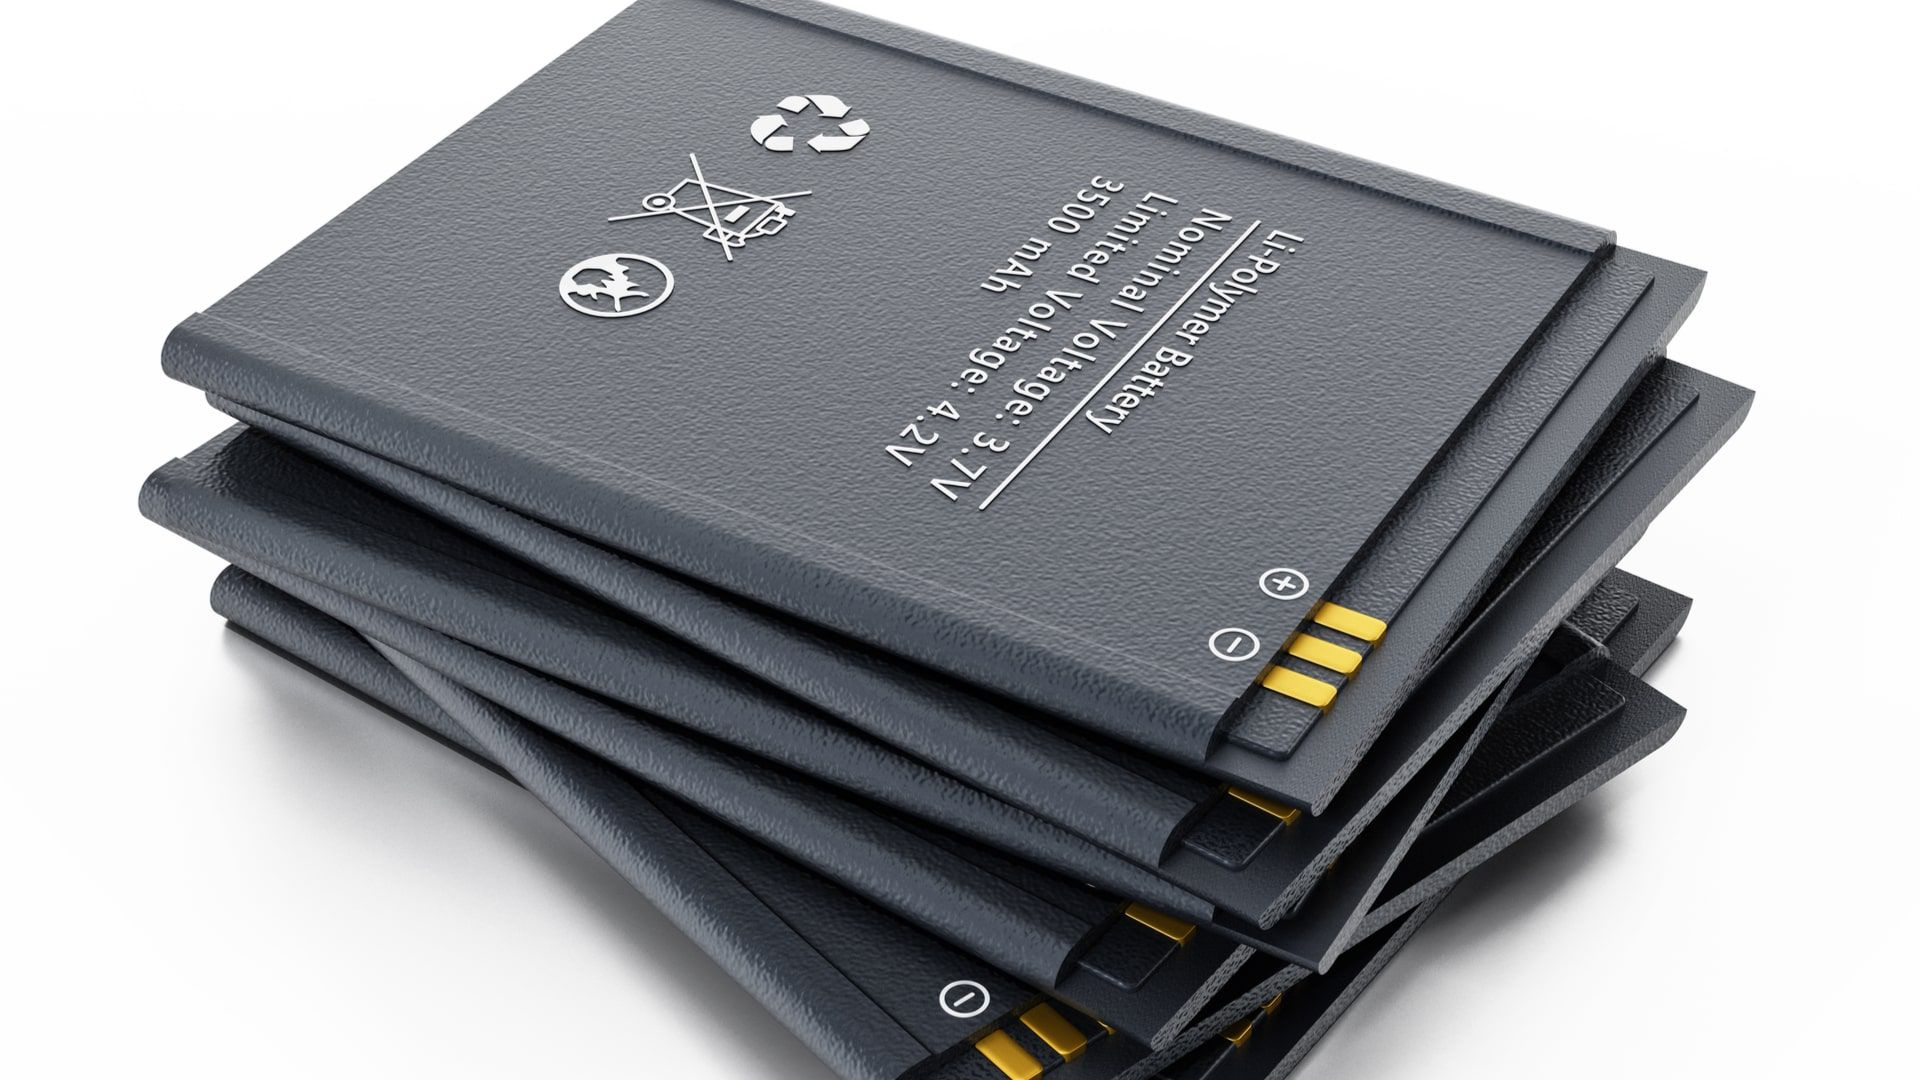 Li-Polymer Battery
Nominal Voltage: 3.7V
Limited Voltage: 4.2V
3500 mAh
+
-
-